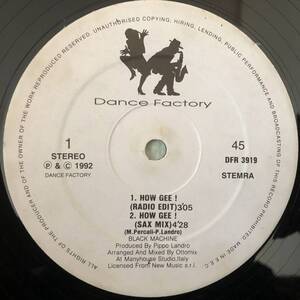 ALL RIGHTS OF THE PRODUCER AND OF THE OWNER OF THE WORK REPRODUCED RESERVED. UNAUTHORISED COPYING, HIRING, LENDING, PUBLIC PERFORMANCE AND BROADCASTING OF THIS RECORD PROHIBITED. MADE IN E.E.C.
Dance Factory
1
STEREO
℗ & © 1992
DANCE FACTORY
45
DFR 3919
STEMRA
1. HOW GEE !
(RADIO EDIT)3'05
2. HOW GEE !
(SAX MIX)4'28
(M.Percali-P.Landro)
BLACK MACHINE
Produced by Pippo Landro
Arranged and Mixed by Ottomix
At Manyhouse Studio,Italy
Licensed From New Music s.r.l.